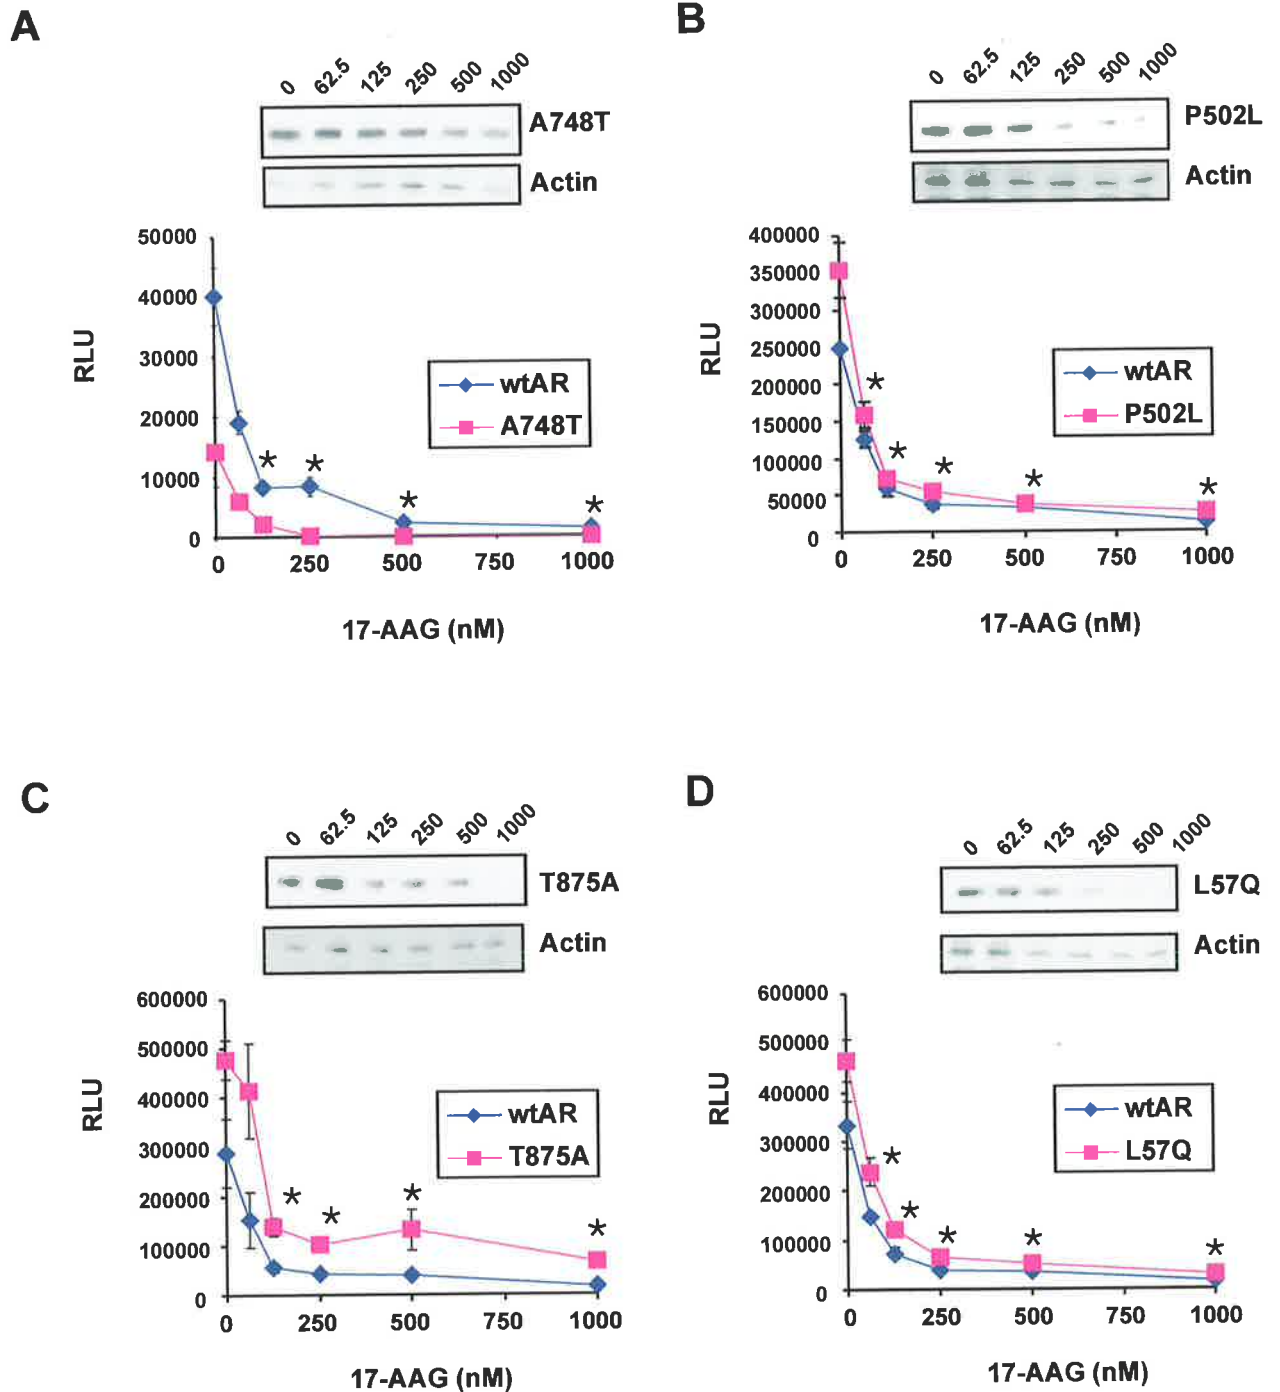 A
0 62.5 125 250 500 1000
A748T
Actin
50000
40000
30000
20000
10000
0
RLU
wtAR
A748T
* * * *
0 250 500 750 1000
17-AAG (nM)
B
0 62.5 125 250 500 1000
P502L
Actin
400000
350000
300000
250000
200000
150000
100000
50000
0
RLU
wtAR
P502L
* * * * *
0 250 500 750 1000
17-AAG (nM)
C
0 62.5 125 250 500 1000
T875A
Actin
600000
500000
400000
300000
200000
100000
0
RLU
wtAR
T875A
* * * *
0 250 500 750 1000
17-AAG (nM)
D
0 62.5 125 250 500 1000
L57Q
Actin
600000
500000
400000
300000
200000
100000
0
RLU
wtAR
L57Q
* * * * *
0 250 500 750 1000
17-AAG (nM)